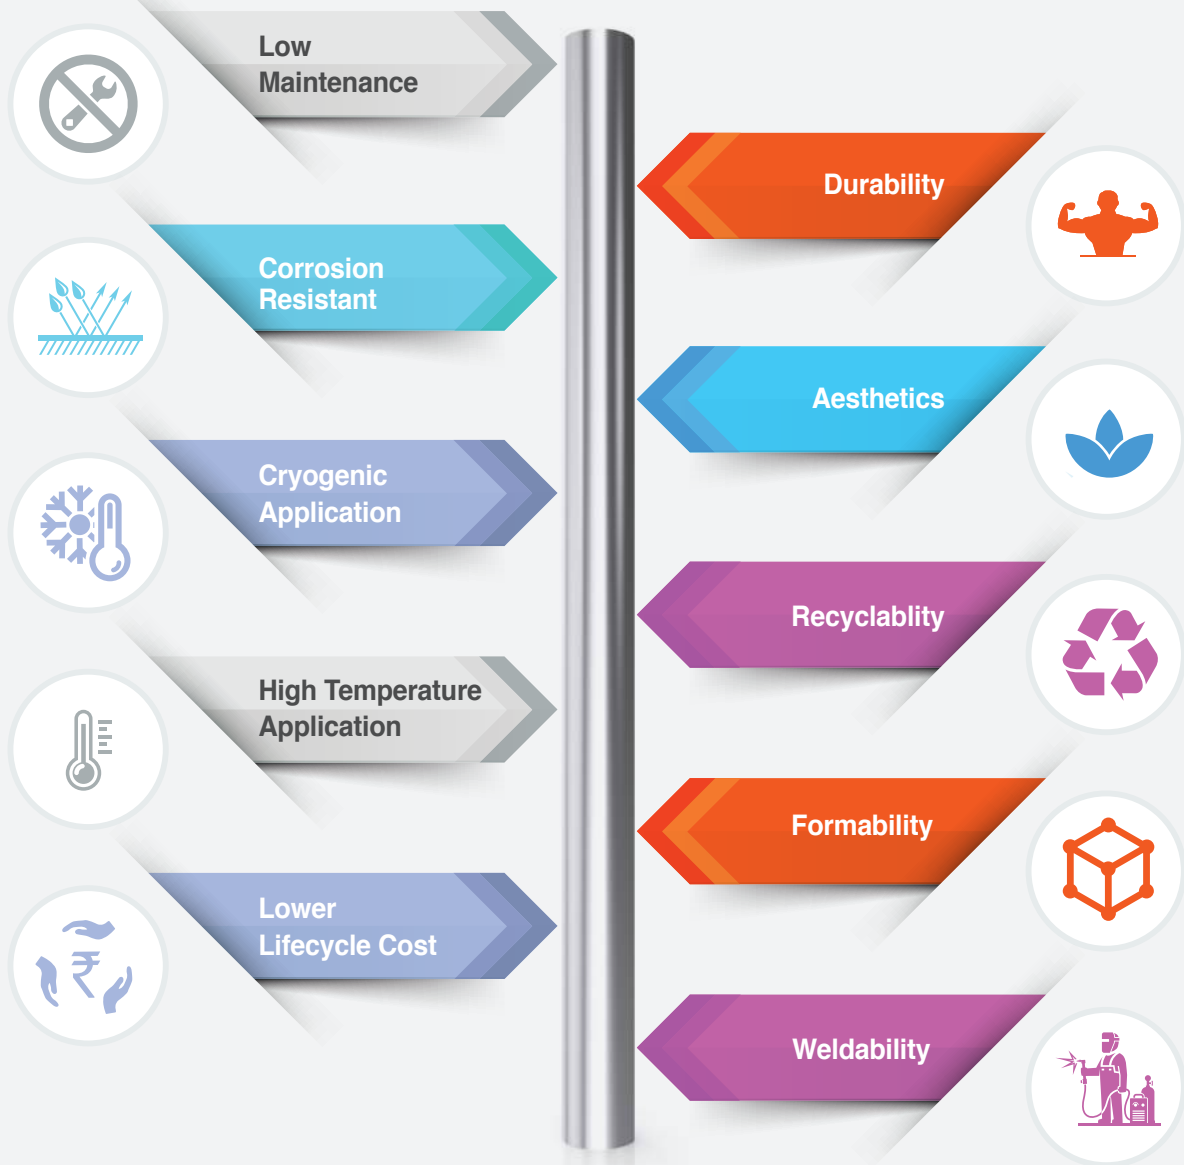 Low
Maintenance
Durability
Corrosion
Resistant
Aesthetics
Cryogenic
Application
Recyclablity
High Temperature
Application
Formability
Lower
Lifecycle Cost
₹
Weldability